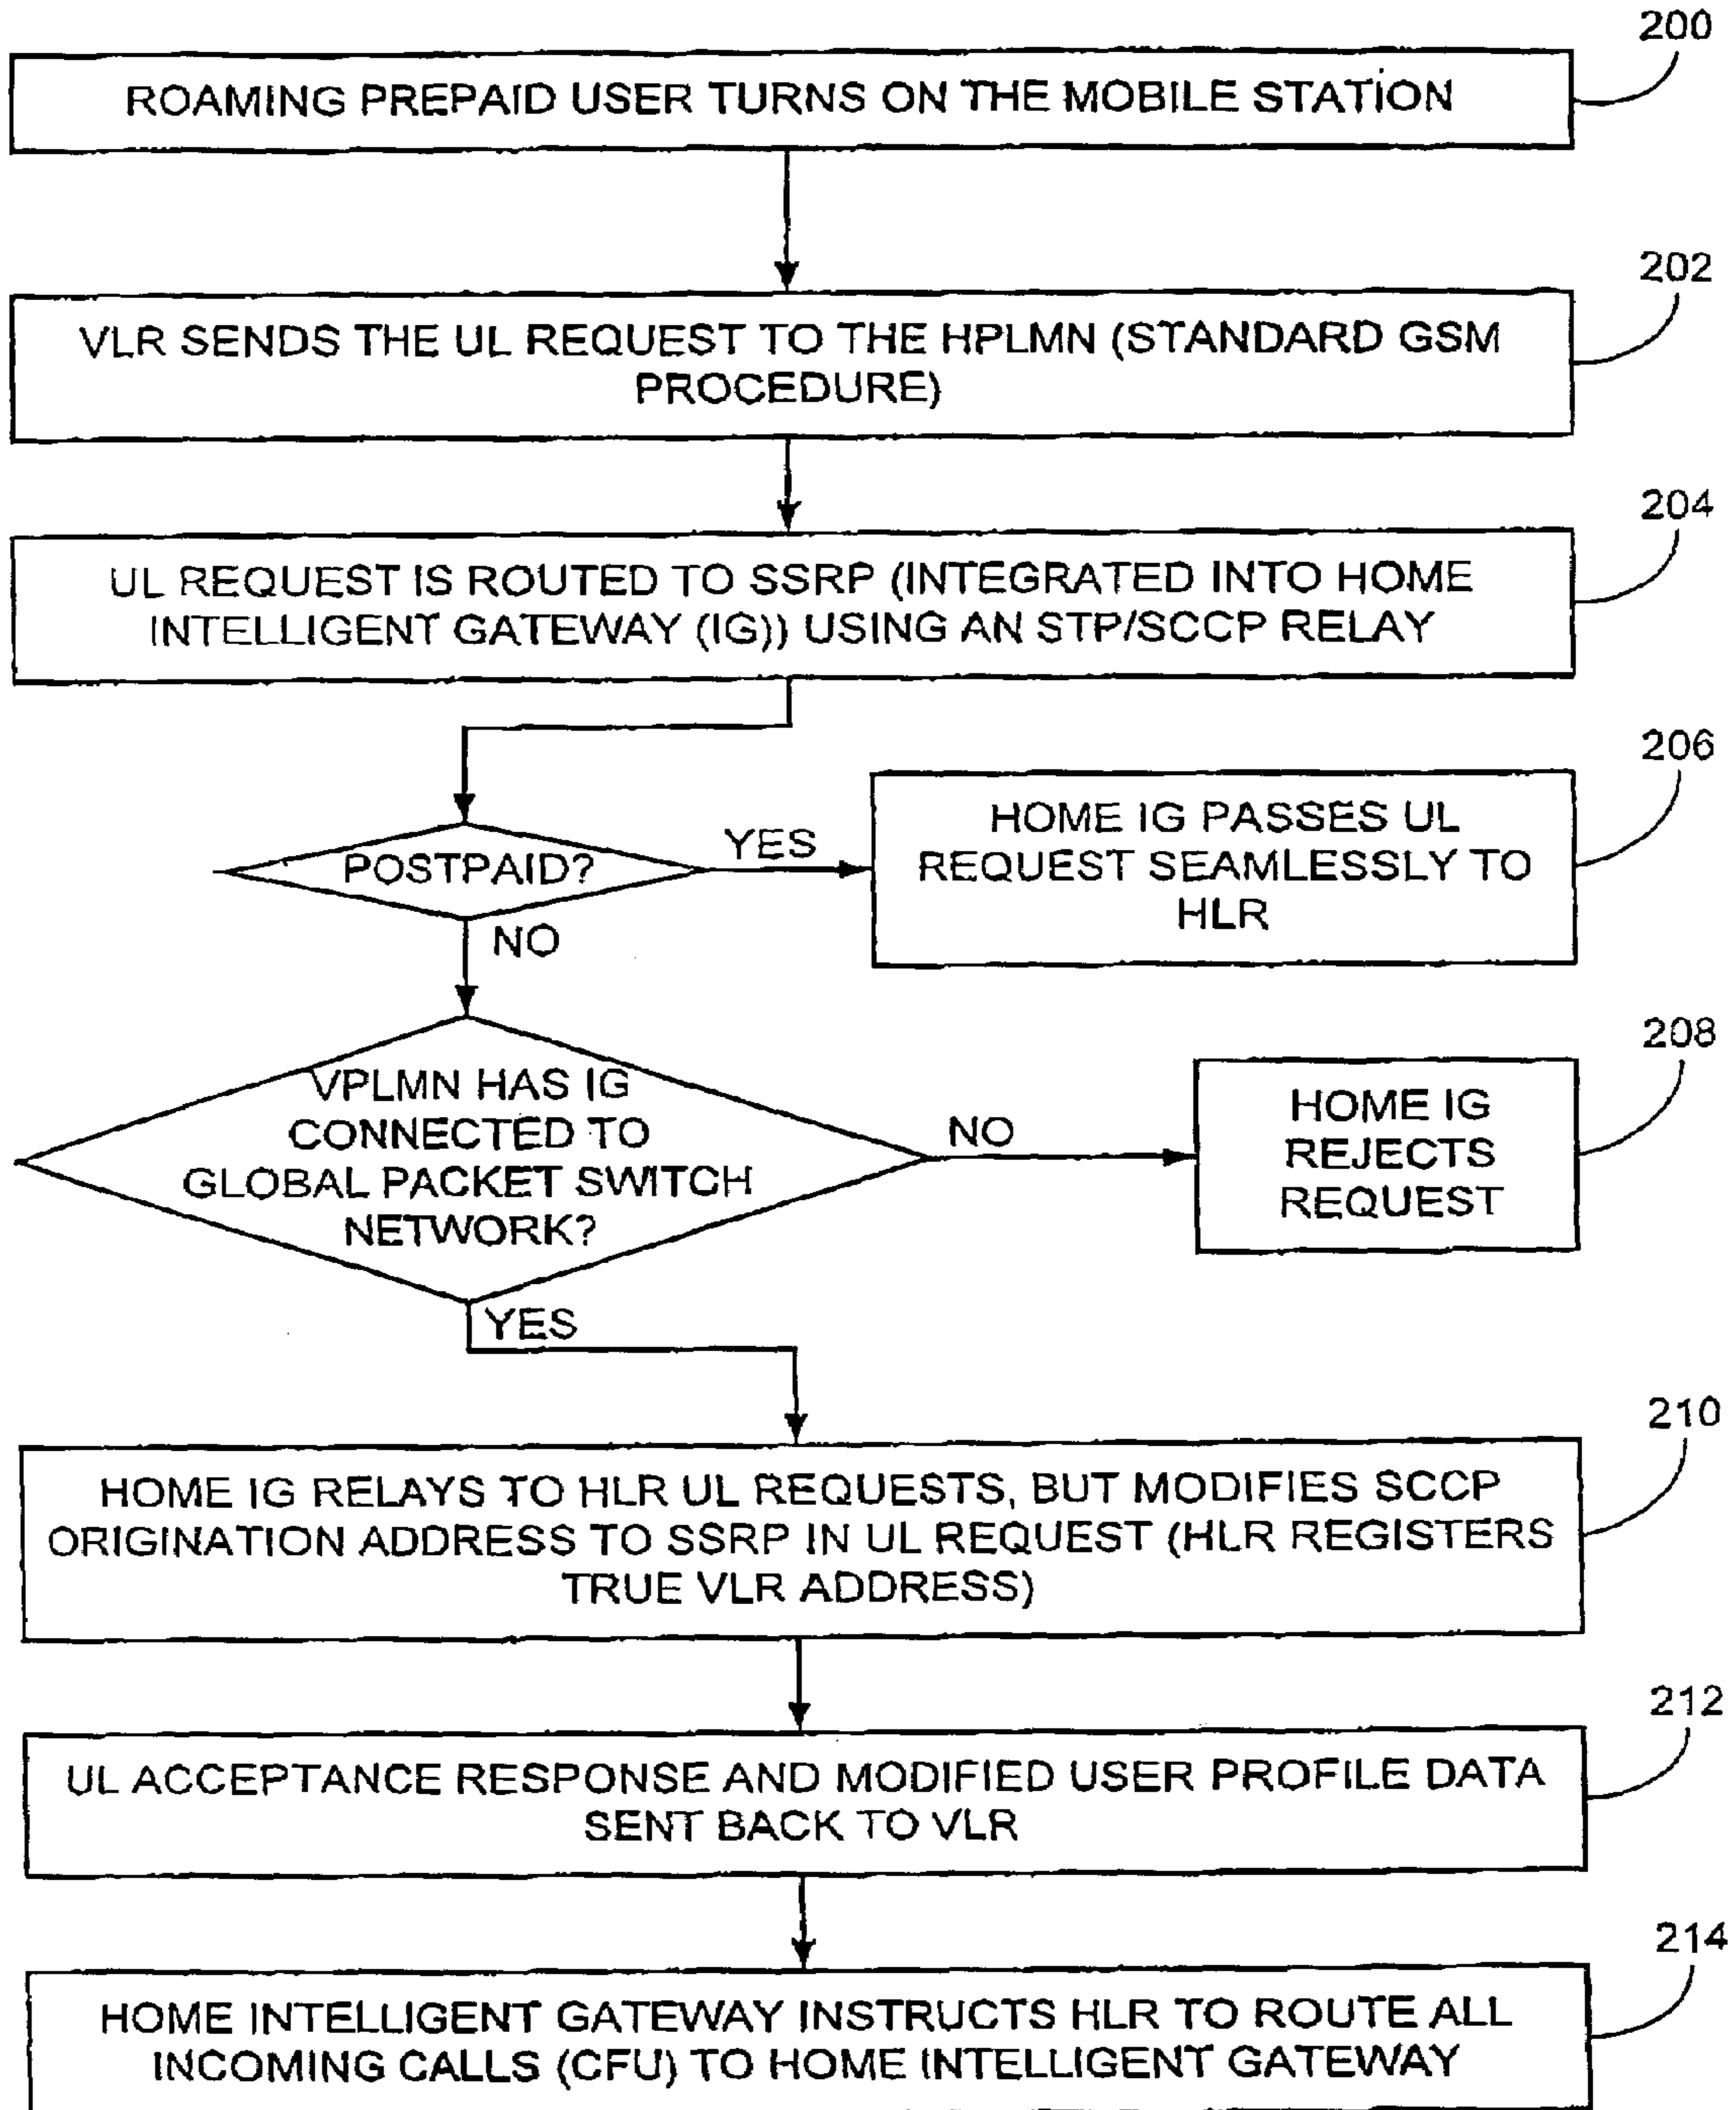 200
ROAMING PREPAID USER TURNS ON THE MOBILE STATION
202
VLR SENDS THE UL REQUEST TO THE HPLMN (STANDARD GSM
PROCEDURE)
204
UL REQUEST IS ROUTED TO SSRP (INTEGRATED INTO HOME
INTELLIGENT GATEWAY (IG)) USING AN STP/SCCP RELAY
206
POSTPAID?
YES
HOME IG PASSES UL
REQUEST SEAMLESSLY TO
HLR
NO
208
VPLMN HAS IG
CONNECTED TO
GLOBAL PACKET SWITCH
NETWORK?
NO
HOME IG
REJECTS
REQUEST
YES
210
HOME IG RELAYS TO HLR UL REQUESTS, BUT MODIFIES SCCP
ORIGINATION ADDRESS TO SSRP IN UL REQUEST (HLR REGISTERS
TRUE VLR ADDRESS)
212
UL ACCEPTANCE RESPONSE AND MODIFIED USER PROFILE DATA
SENT BACK TO VLR
214
HOME INTELLIGENT GATEWAY INSTRUCTS HLR TO ROUTE ALL
INCOMING CALLS (CFU) TO HOME INTELLIGENT GATEWAY